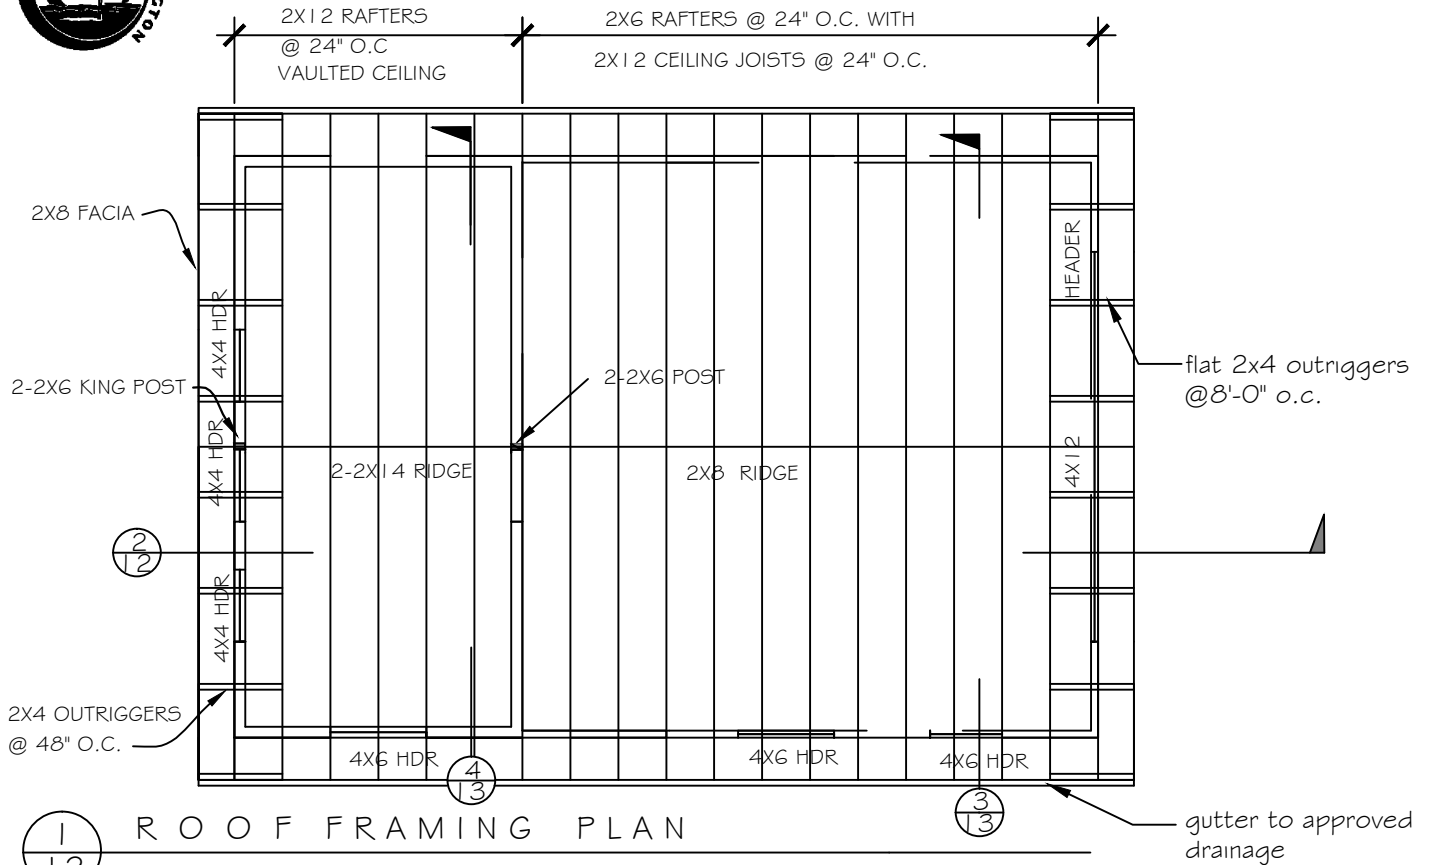 GTON
2X12 RAFTERS
@ 24" O.C
VAULTED CEILING
2X6 RAFTERS @ 24" O.C. WITH
2X12 CEILING JOISTS @ 24" O.C.
2X8 FACIA
4X4 HDR
HEADER
2-2X6 KING POST
2-2X6 POST
flat 2x4 outriggers
@8'-0" o.c.
4X4 HDR
2-2X14 RIDGE
2X8 RIDGE
4X12
2
12
4X4 HDR
2X4 OUTRIGGERS
@ 48" O.C.
4X6 HDR
4X6 HDR
4X6 HDR
4
13
3
13
gutter to approved
drainage
1
ROOF FRAMING PLAN